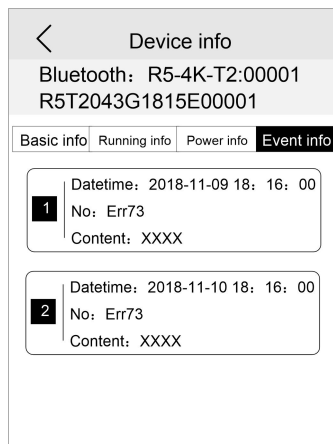 Device info
Bluetooth：R5-4K-T2:00001
R5T2043G1815E00001
Basic info Running info Power info Event info
1
Datetime：2018-11-09 18：16：00
No：Err73
Content：XXXX
2
Datetime：2018-11-10 18：16：00
No：Err73
Content：XXXX